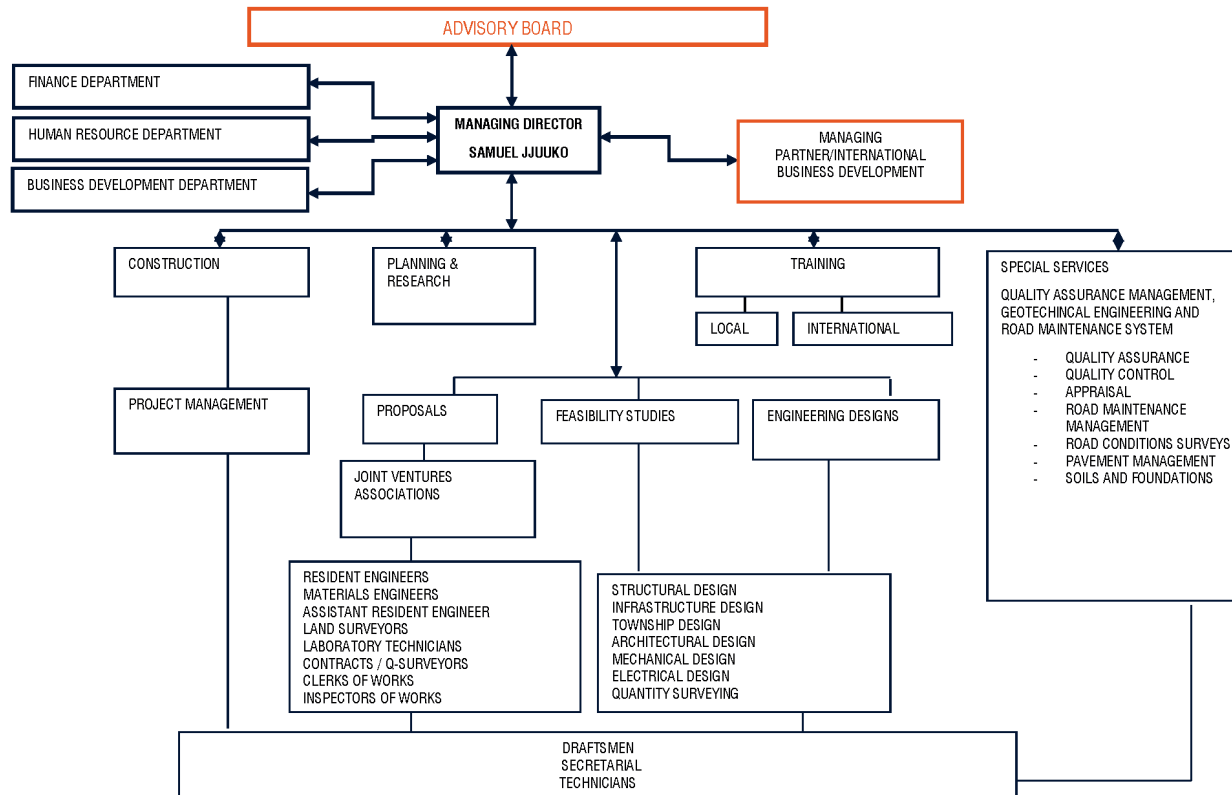 ADVISORY BOARD
FINANCE DEPARTMENT
HUMAN RESOURCE DEPARTMENT
BUSINESS DEVELOPMENT DEPARTMENT
MANAGING DIRECTOR
SAMUEL JJUUKO
MANAGING
PARTNER/INTERNATIONAL
BUSINESS DEVELOPMENT
CONSTRUCTION
PLANNING &
RESEARCH
TRAINING
LOCAL
INTERNATIONAL
SPECIAL SERVICES
QUALITY ASSURANCE MANAGEMENT,
GEOTECHINCAL ENGINEERING AND
ROAD MAINTENANCE SYSTEM
- QUALITY ASSURANCE
- QUALITY CONTROL
- APPRAISAL
- ROAD MAINTENANCE
MANAGEMENT
- ROAD CONDITIONS SURVEYS
- PAVEMENT MANAGEMENT
- SOILS AND FOUNDATIONS
PROJECT MANAGEMENT
PROPOSALS
FEASIBILITY STUDIES
ENGINEERING DESIGNS
JOINT VENTURES
ASSOCIATIONS
RESIDENT ENGINEERS
MATERIALS ENGINEERS
ASSISTANT RESIDENT ENGINEER
LAND SURVEYORS
LABORATORY TECHNICIANS
CONTRACTS / Q-SURVEYORS
CLERKS OF WORKS
INSPECTORS OF WORKS
STRUCTURAL DESIGN
INFRASTRUCTURE DESIGN
TOWNSHIP DESIGN
ARCHITECTURAL DESIGN
MECHANICAL DESIGN
ELECTRICAL DESIGN
QUANTITY SURVEYING
DRAFTSMEN
SECRETARIAL
TECHNICIANS